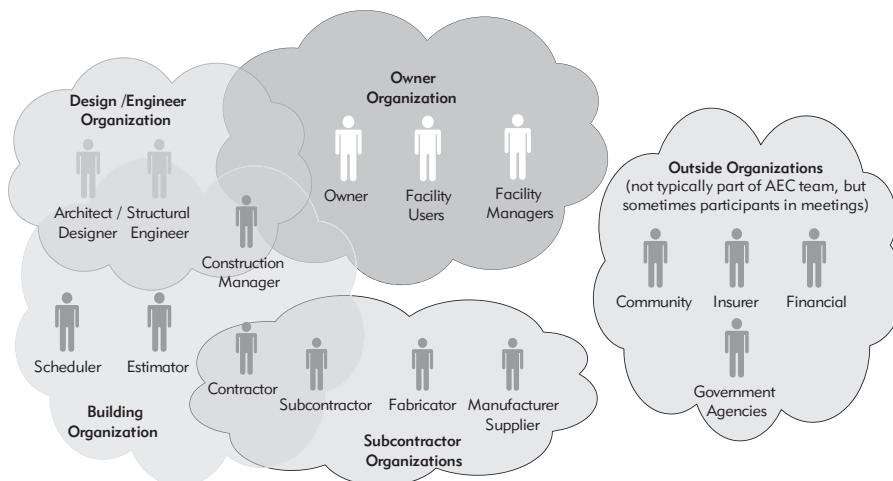 Design /Engineer
Organization
Architect /
Designer
Structural
Engineer
Owner
Organization
Owner
Facility
Users
Facility
Managers
Construction
Manager
Scheduler
Estimator
Contractor
Building
Organization
Subcontractor
Fabricator
Manufacturer
Supplier
Subcontractor
Organizations
Outside Organizations
(not typically part of AEC team, but
sometimes participants in meetings)
Community
Insurer
Financial
Government
Agencies